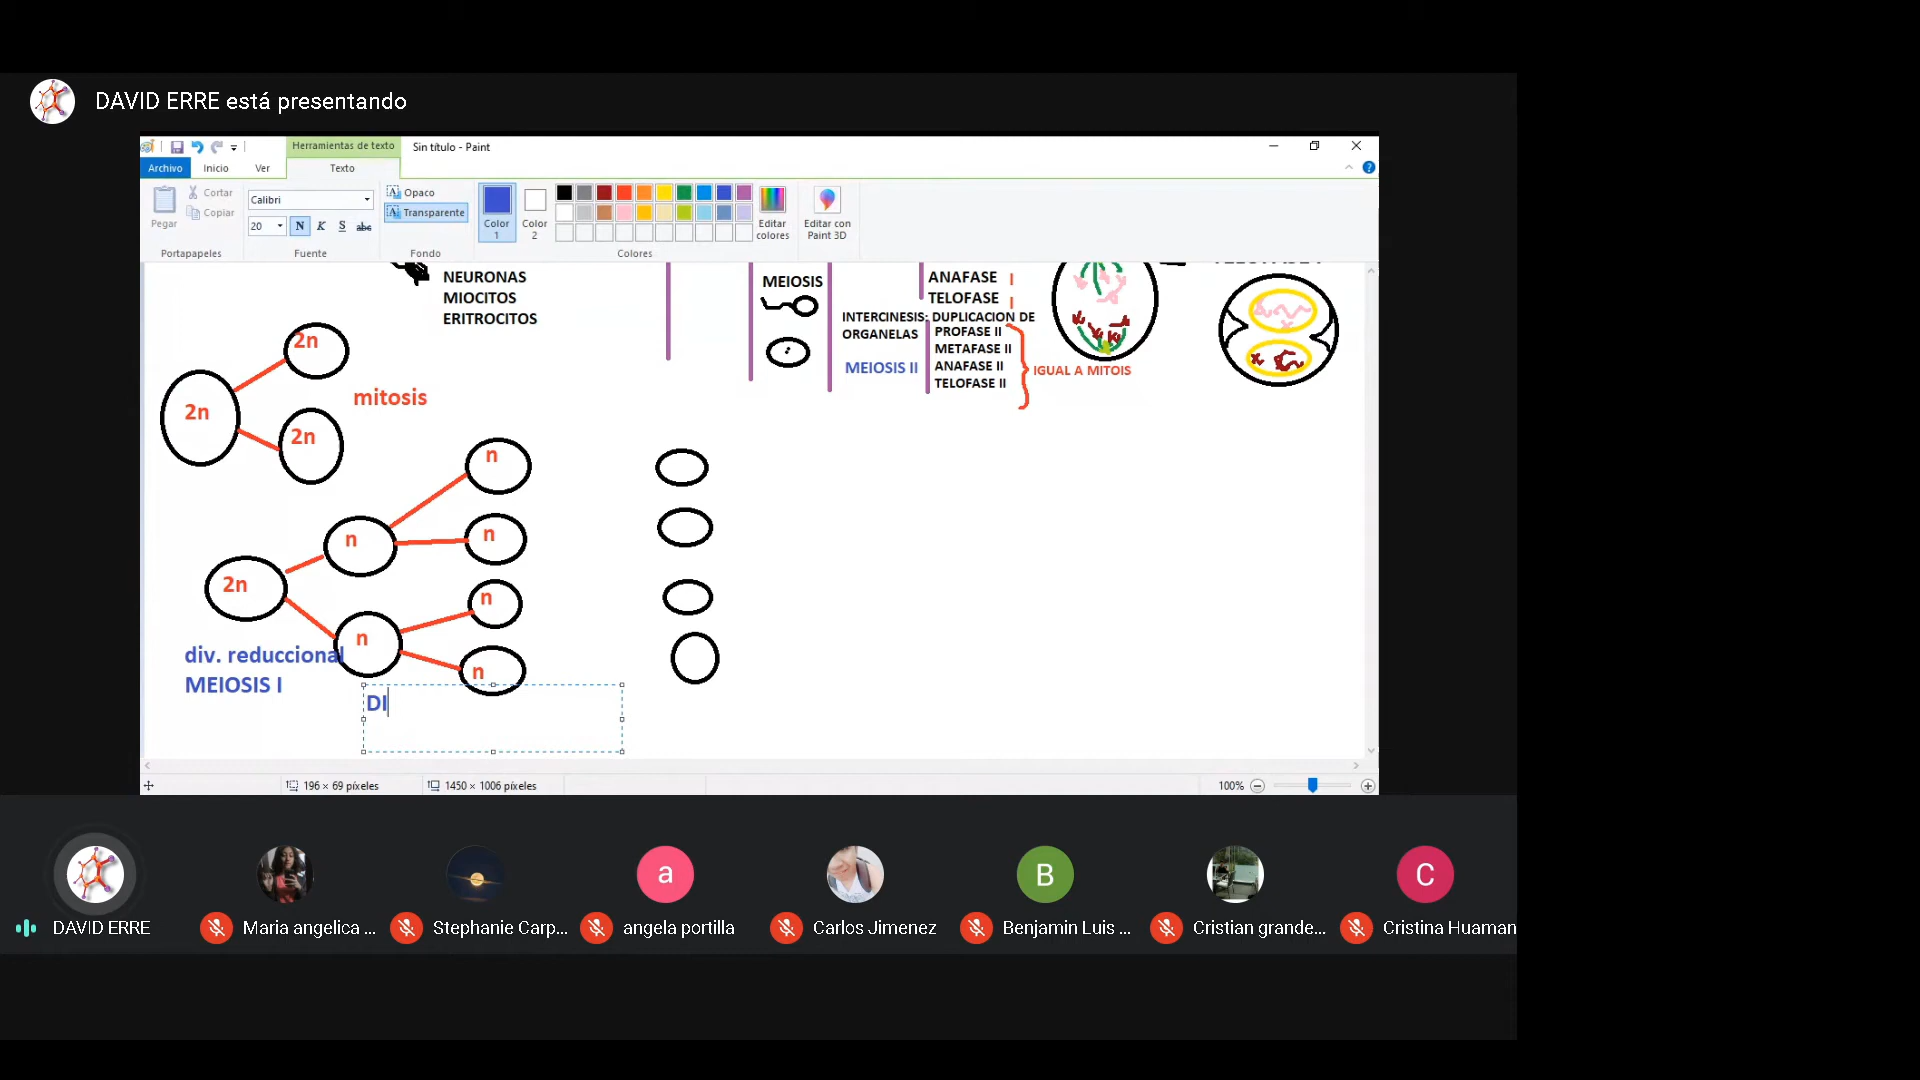 DAVID ERRE está presentando
Herramientas de texto
Sin título - Paint
Archivo
Inicio
Ver
Texto
Pegar
Cortar
Copiar
Portapapeles
Calibri
20
N K S abc
Fuente
Opaco
Transparente
Fondo
Color 1
Color 2
Editar colores
Colores
Editar con Paint 3D
NEURONAS
MIOCITOS
ERITROCITOS
MEIOSIS
ANAFASE I
TELOFASE I
INTERCINESIS: DUPLICACION DE
ORGANELAS
PROFASE II
METAFASE II
MEIOSIS II
ANAFASE II
TELOFASE II
IGUAL A MITOIS
2n
2n
2n
mitosis
n
n
n
2n
n
n
n
div. reduccional
MEIOSIS I
DI
196 × 69 píxeles
1450 × 1006 píxeles
100%
a
B
C
DAVID ERRE
Maria angelica ...
Stephanie Carp...
angela portilla
Carlos Jimenez
Benjamin Luis ...
Cristian grande...
Cristina Huaman